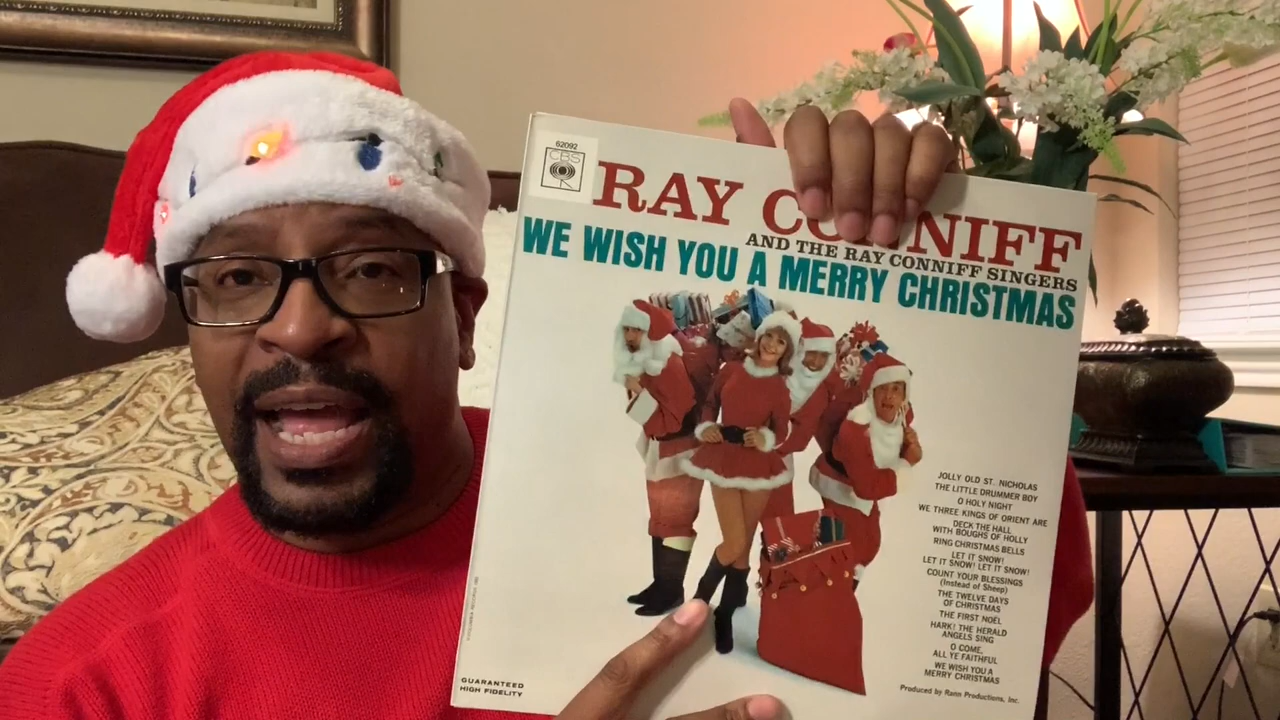 62092
CBS
RAY CONNIFF
AND THE RAY CONNIFF SINGERS
WE WISH YOU A MERRY CHRISTMAS
JOLLY OLD ST. NICHOLAS
THE LITTLE DRUMMER BOY
O HOLY NIGHT
WE THREE KINGS OF ORIENT ARE
DECK THE HALL
WITH BOUGHS OF HOLLY
RING CHRISTMAS BELLS
LET IT SNOW!
LET IT SNOW! LET IT SNOW!
COUNT YOUR BLESSINGS
(Instead of Sheep)
THE TWELVE DAYS
OF CHRISTMAS
THE FIRST NOËL
HARK! THE HERALD
ANGELS SING
O COME,
ALL YE FAITHFUL
WE WISH YOU A
MERRY CHRISTMAS
Produced by Rann Productions, Inc.
GUARANTEED
HIGH FIDELITY